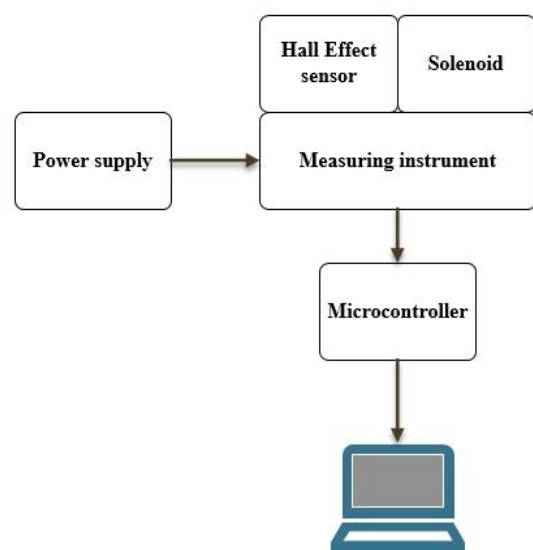 Hall Effect
sensor
Solenoid
Power supply
Measuring instrument
Microcontroller